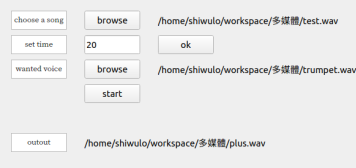 choose a song browse /home/shiwulo/workspace/多媒體/test.wav
set time 20 ok
wanted voice browse /home/shiwulo/workspace/多媒體/trumpet.wav
start
outout /home/shiwulo/workspace/多媒體/plus.wav